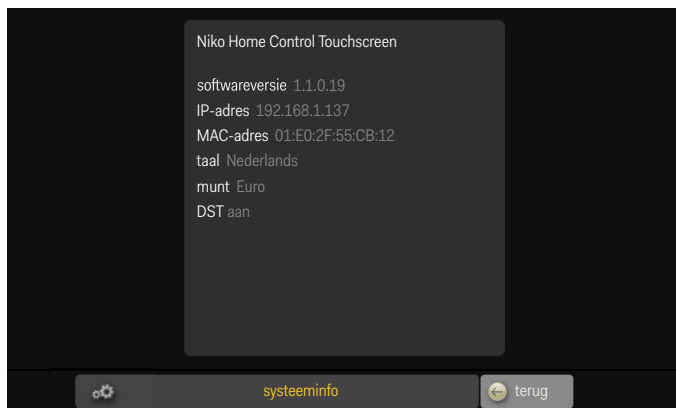 Niko Home Control Touchscreen
softwareversie 1.1.0.19
IP-adres 192.168.1.137
MAC-adres 01:E0:2F:55:CB:12
taal Nederlands
munt Euro
DST aan
systeeminfo
terug